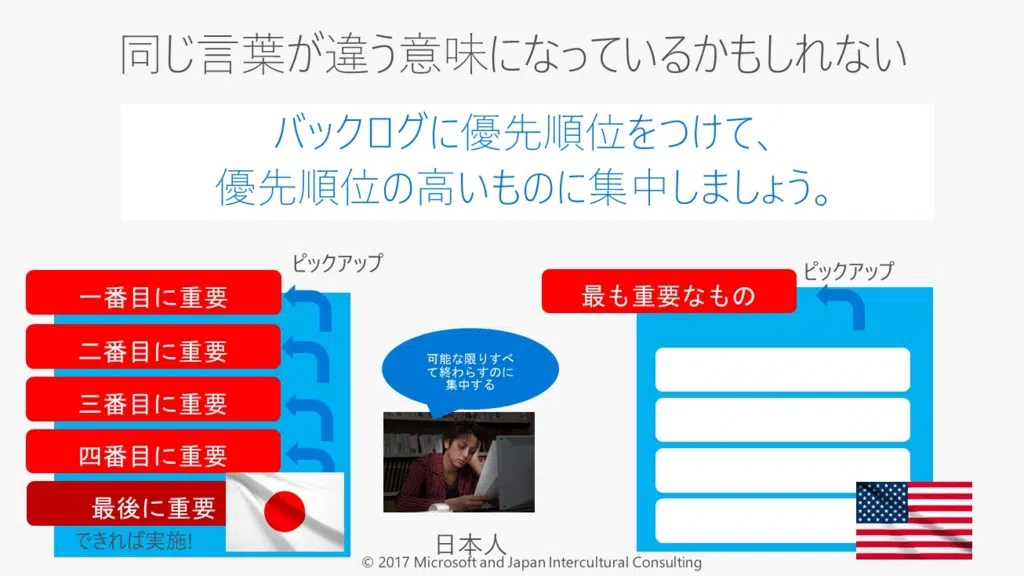 同じ言葉が違う意味になっているかもしれない
バックログに優先順位をつけて、
優先順位の高いものに集中しましょう。
ピックアップ
一番目に重要
二番目に重要
三番目に重要
四番目に重要
最後に重要
できれば実施!
可能な限りすべ
て終わらすのに
集中する
日本人
ピックアップ
最も重要なもの
© 2017 Microsoft and Japan Intercultural Consulting